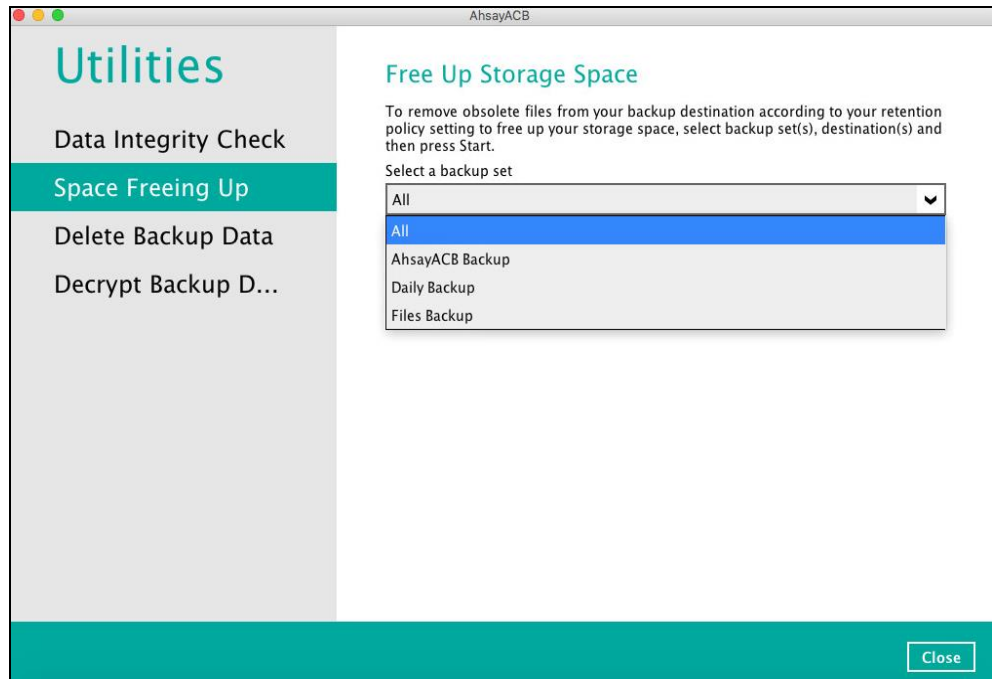 AhsayACB
Utilities
Data Integrity Check
Space Freeing Up
Delete Backup Data
Decrypt Backup D...
Free Up Storage Space
To remove obsolete files from your backup destination according to your retention
policy setting to free up your storage space, select backup set(s), destination(s) and
then press Start.
Select a backup set
All
All
AhsayACB Backup
Daily Backup
Files Backup
Close